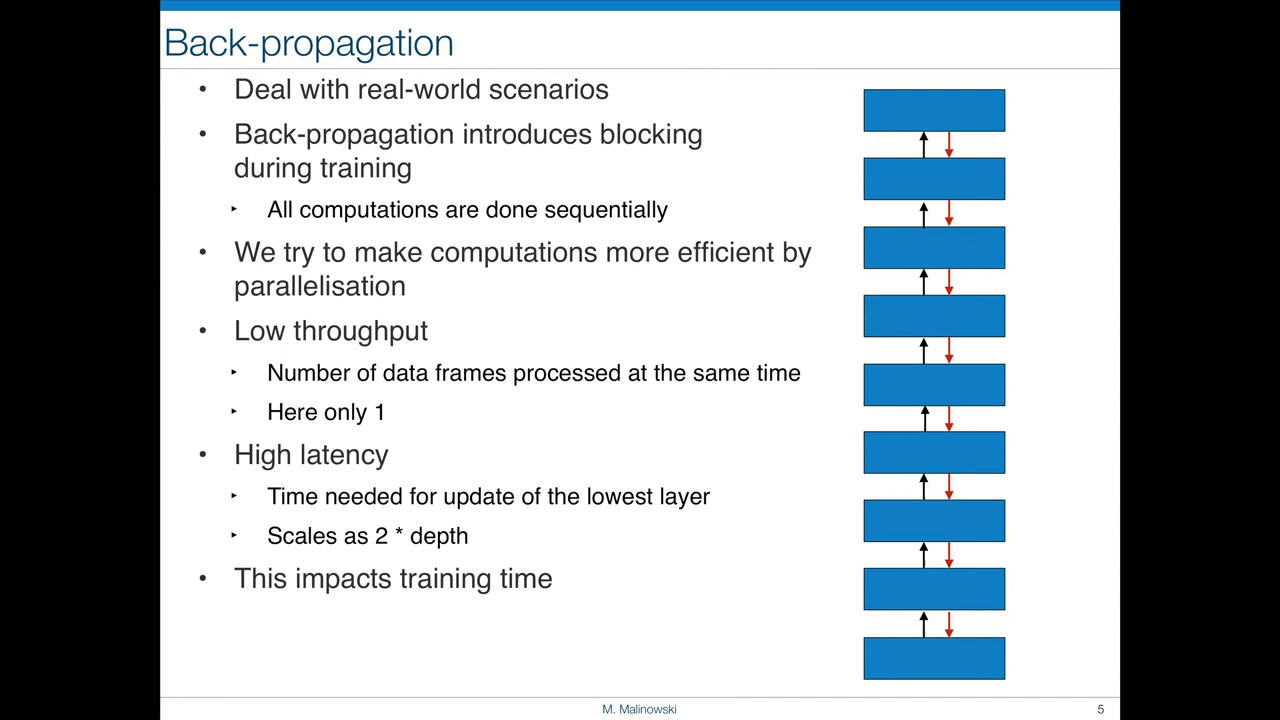 Back-propagation
• Deal with real-world scenarios
• Back-propagation introduces blocking
during training
‣ All computations are done sequentially
• We try to make computations more efficient by
parallelisation
• Low throughput
‣ Number of data frames processed at the same time
‣ Here only 1
• High latency
‣ Time needed for update of the lowest layer
‣ Scales as 2 * depth
• This impacts training time
M. Malinowski
5